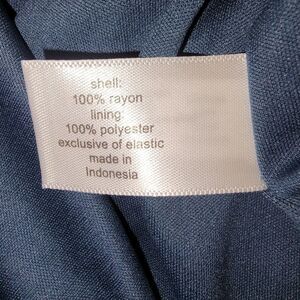 shell:
100% rayon
lining:
100% polyester
exclusive of elastic
made in
Indonesia